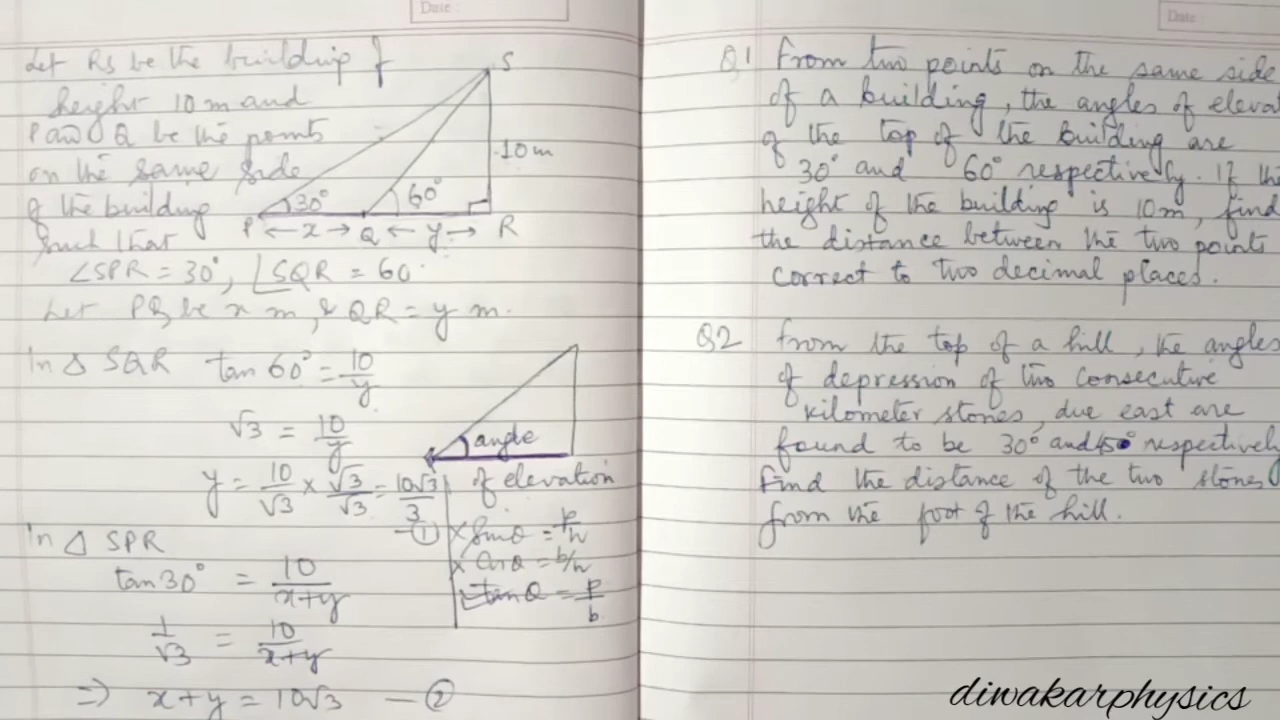 Date :
Let RS be the building of
height 10 m and
P and Q be the points
on the same side
of the building
such that
∠SPR = 30°, ∠SQR = 60°
Let PQ be x m, & QR = y m.
S
10m
30°
60°
P ← x → Q ← y → R
In △ SQR tan 60° = 10/y
√3 = 10/y
y = 10/√3 × √3/√3 = 10√3/3 — ①
angle
of elevation
× Sinθ = p/h
× Cosθ = b/h
tanθ = p/b
In △ SPR
tan 30° = 10/(x+y)
1/√3 = 10/(x+y)
⇒ x+y = 10√3 — ②
Date
Q1 From two points on the same side
of a building, the angles of eleva
of the top of the building are
30° and 60° respectively. If the
height of the building is 10m, find
the distance between the two points
correct to two decimal places.
Q2 From the top of a hill, the angles
of depression of two consecutive
kilometer stones, due east are
found to be 30° and 45° respectively
Find the distance of the two stones
from the foot of the hill.
diwakarphysics